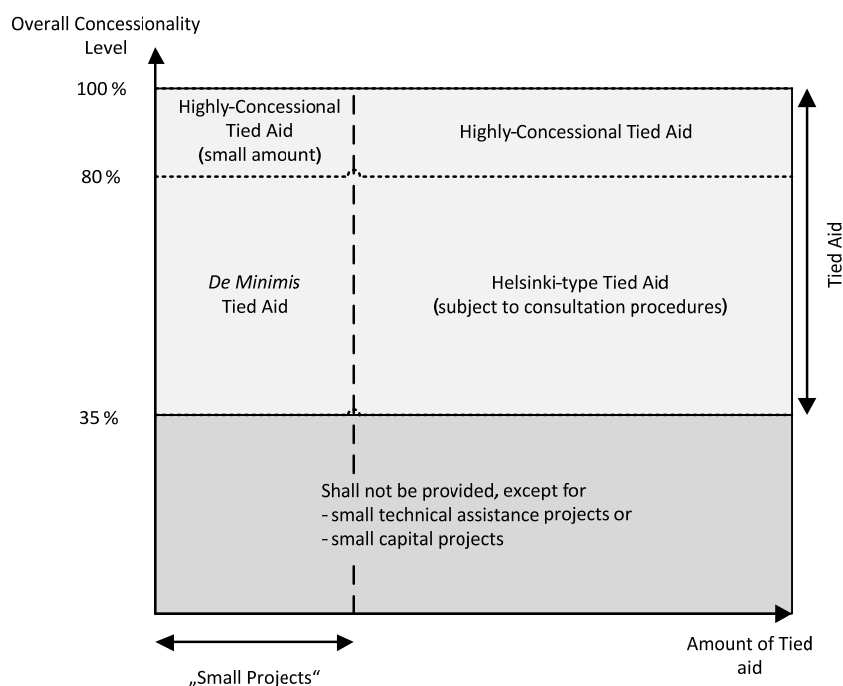 Overall Concessionality
Level
100 %
Highly-Concessional
Tied Aid
(small amount)
Highly-Concessional Tied Aid
80 %
De Minimis
Tied Aid
Helsinki-type Tied Aid
(subject to consultation procedures)
Tied Aid
35 %
Shall not be provided, except for
- small technical assistance projects or
- small capital projects
Amount of Tied
aid
„Small Projects“